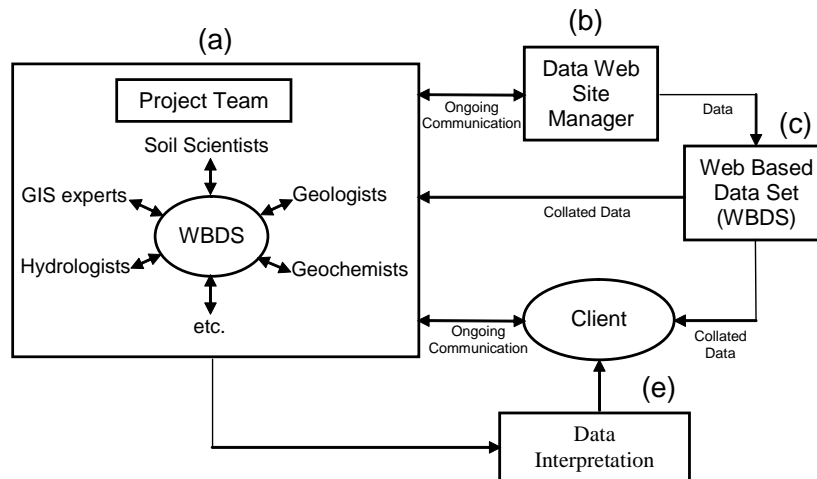 (a)
Project Team
Soil Scientists
GIS experts
Geologists
WBDS
Hydrologists
Geochemists
etc.
Ongoing
Communication
(b)
Data Web
Site
Manager
Data
(c)
Web Based
Data Set
(WBDS)
Collated Data
Ongoing
Communication
Client
Collated
Data
(e)
Data
Interpretation